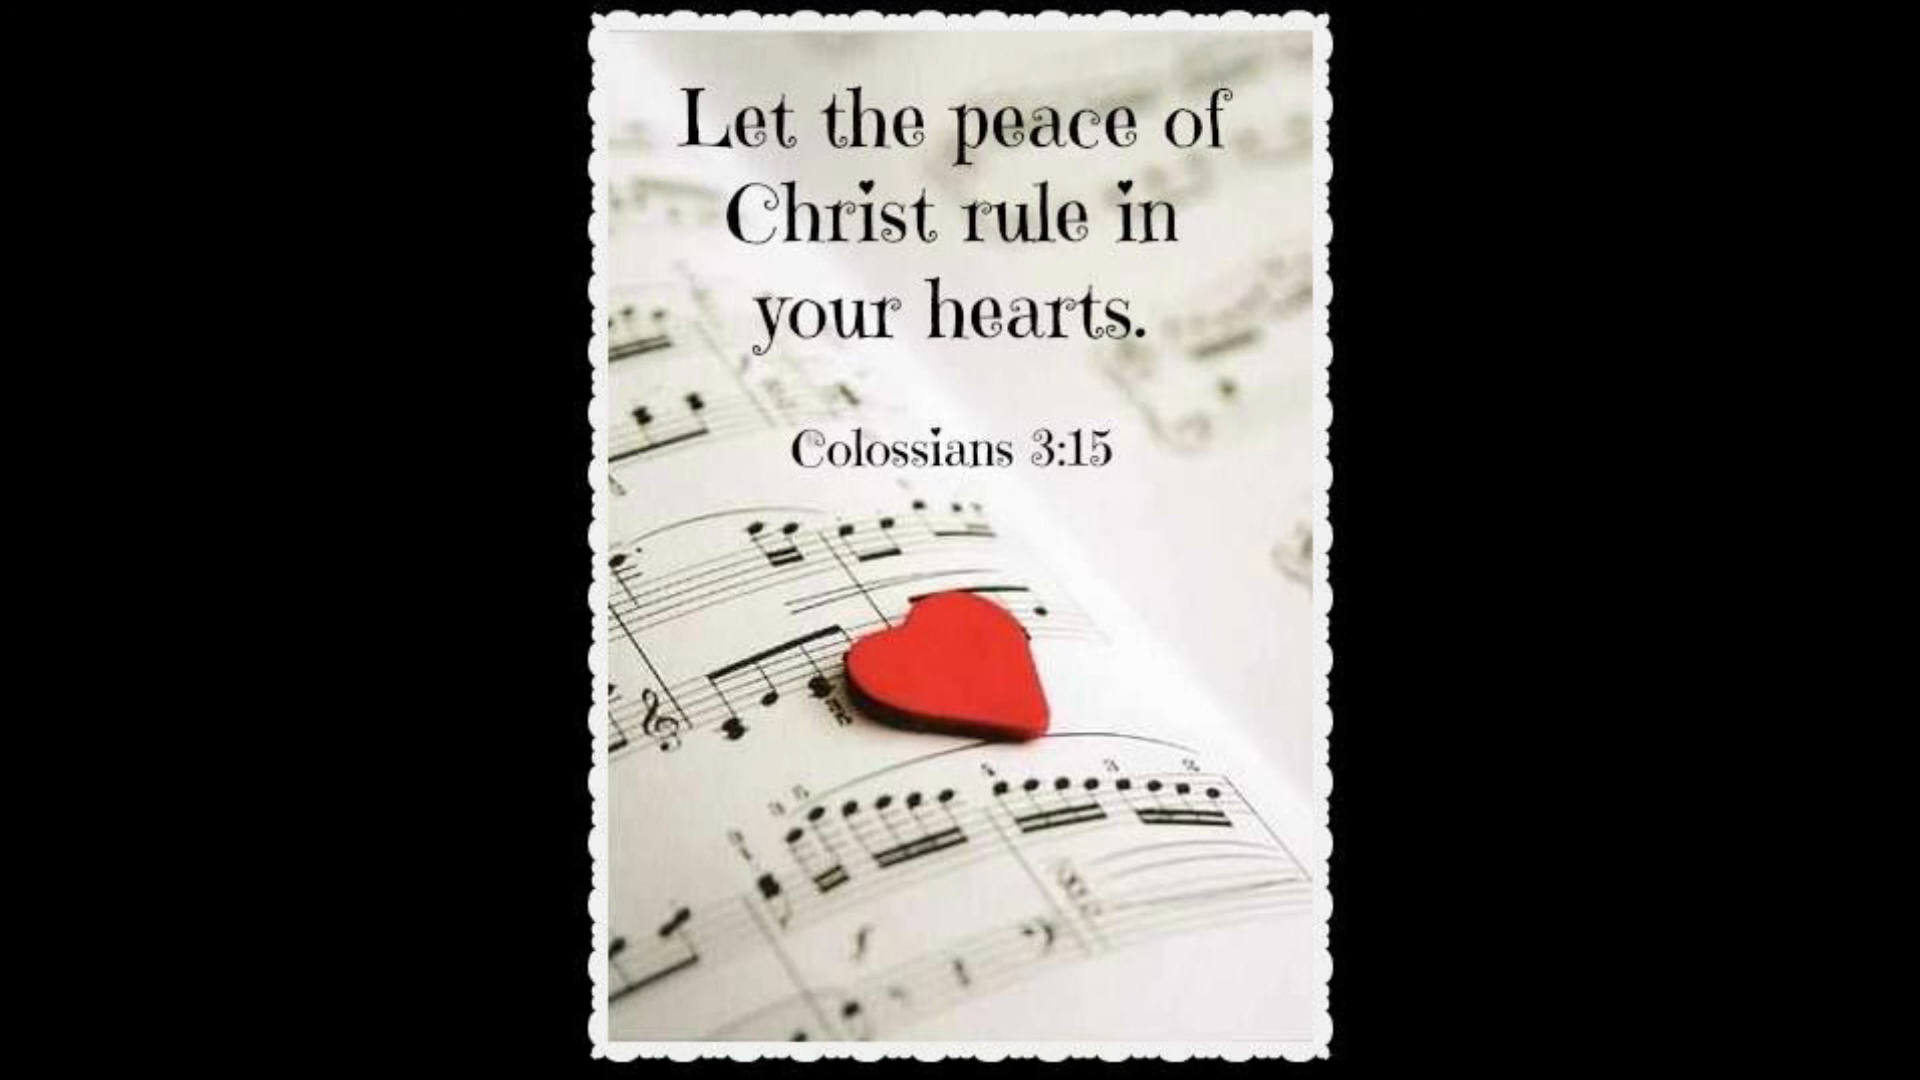 Let the peace of
Christ rule in
your hearts.
Colossians 3:15